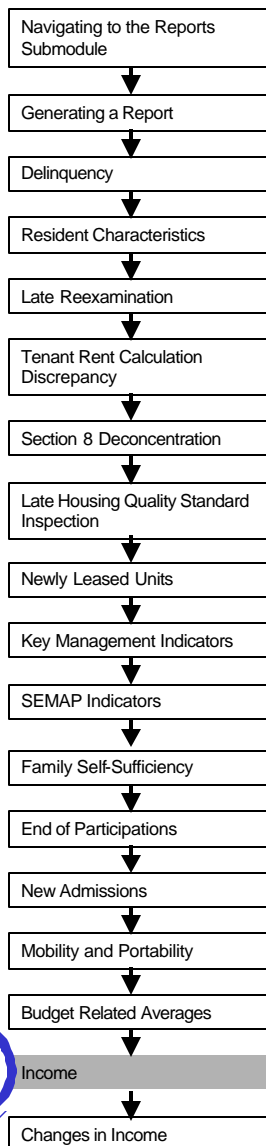 Navigating to the Reports
Submodule
Generating a Report
Delinquency
Resident Characteristics
Late Reexamination
Tenant Rent Calculation
Discrepancy
Section 8 Deconcentration
Late Housing Quality Standard
Inspection
Newly Leased Units
Key Management Indicators
SEMAP Indicators
Family Self-Sufficiency
End of Participations
New Admissions
Mobility and Portability
Budget Related Averages
Income
Changes in Income